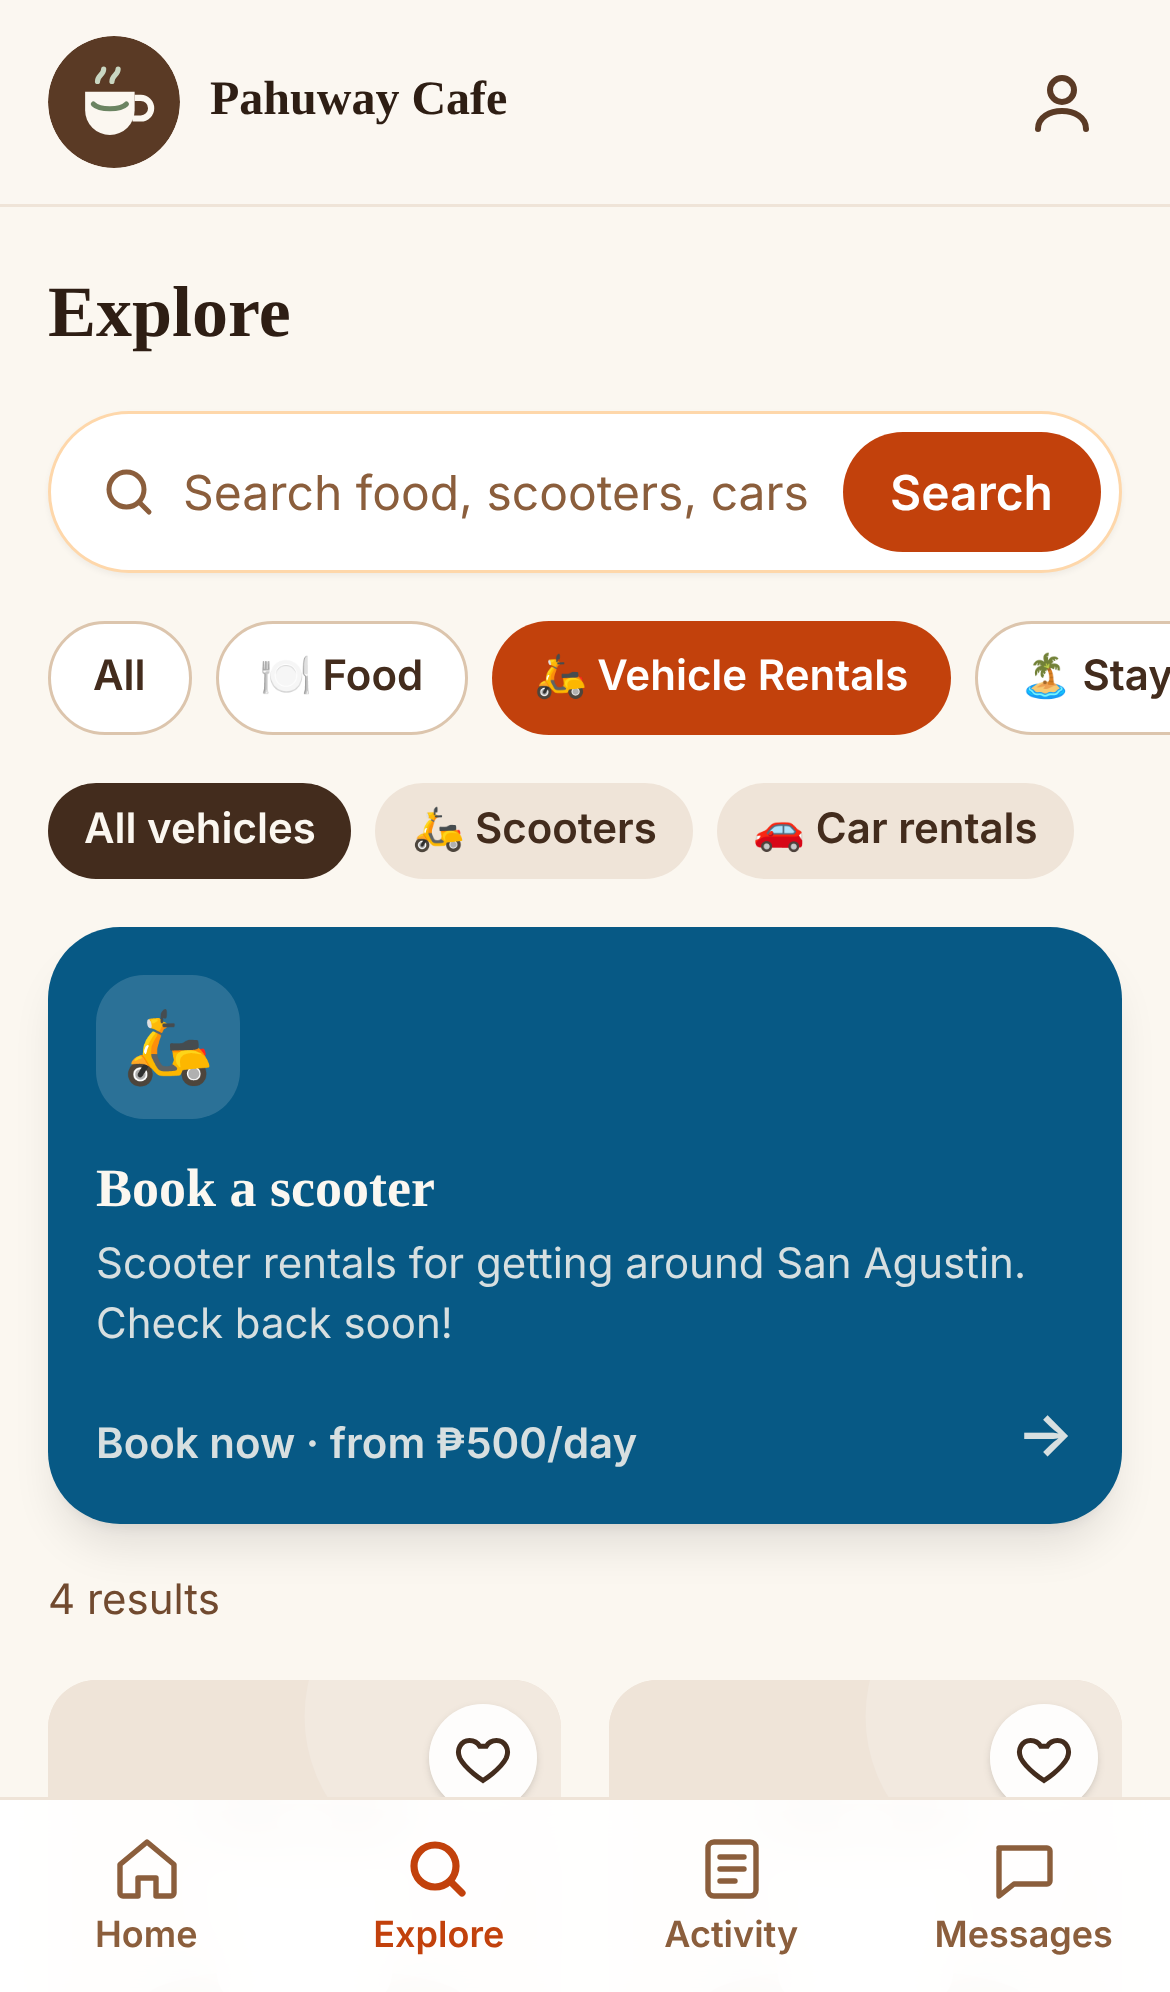 Pahuway Cafe
Explore
Search food, scooters, cars
Search
All
Food
Vehicle Rentals
Stay
All vehicles
Scooters
Car rentals
Book a scooter
Scooter rentals for getting around San Agustin.
Check back soon!
Book now · from ₱500/day
4 results
Home
Explore
Activity
Messages